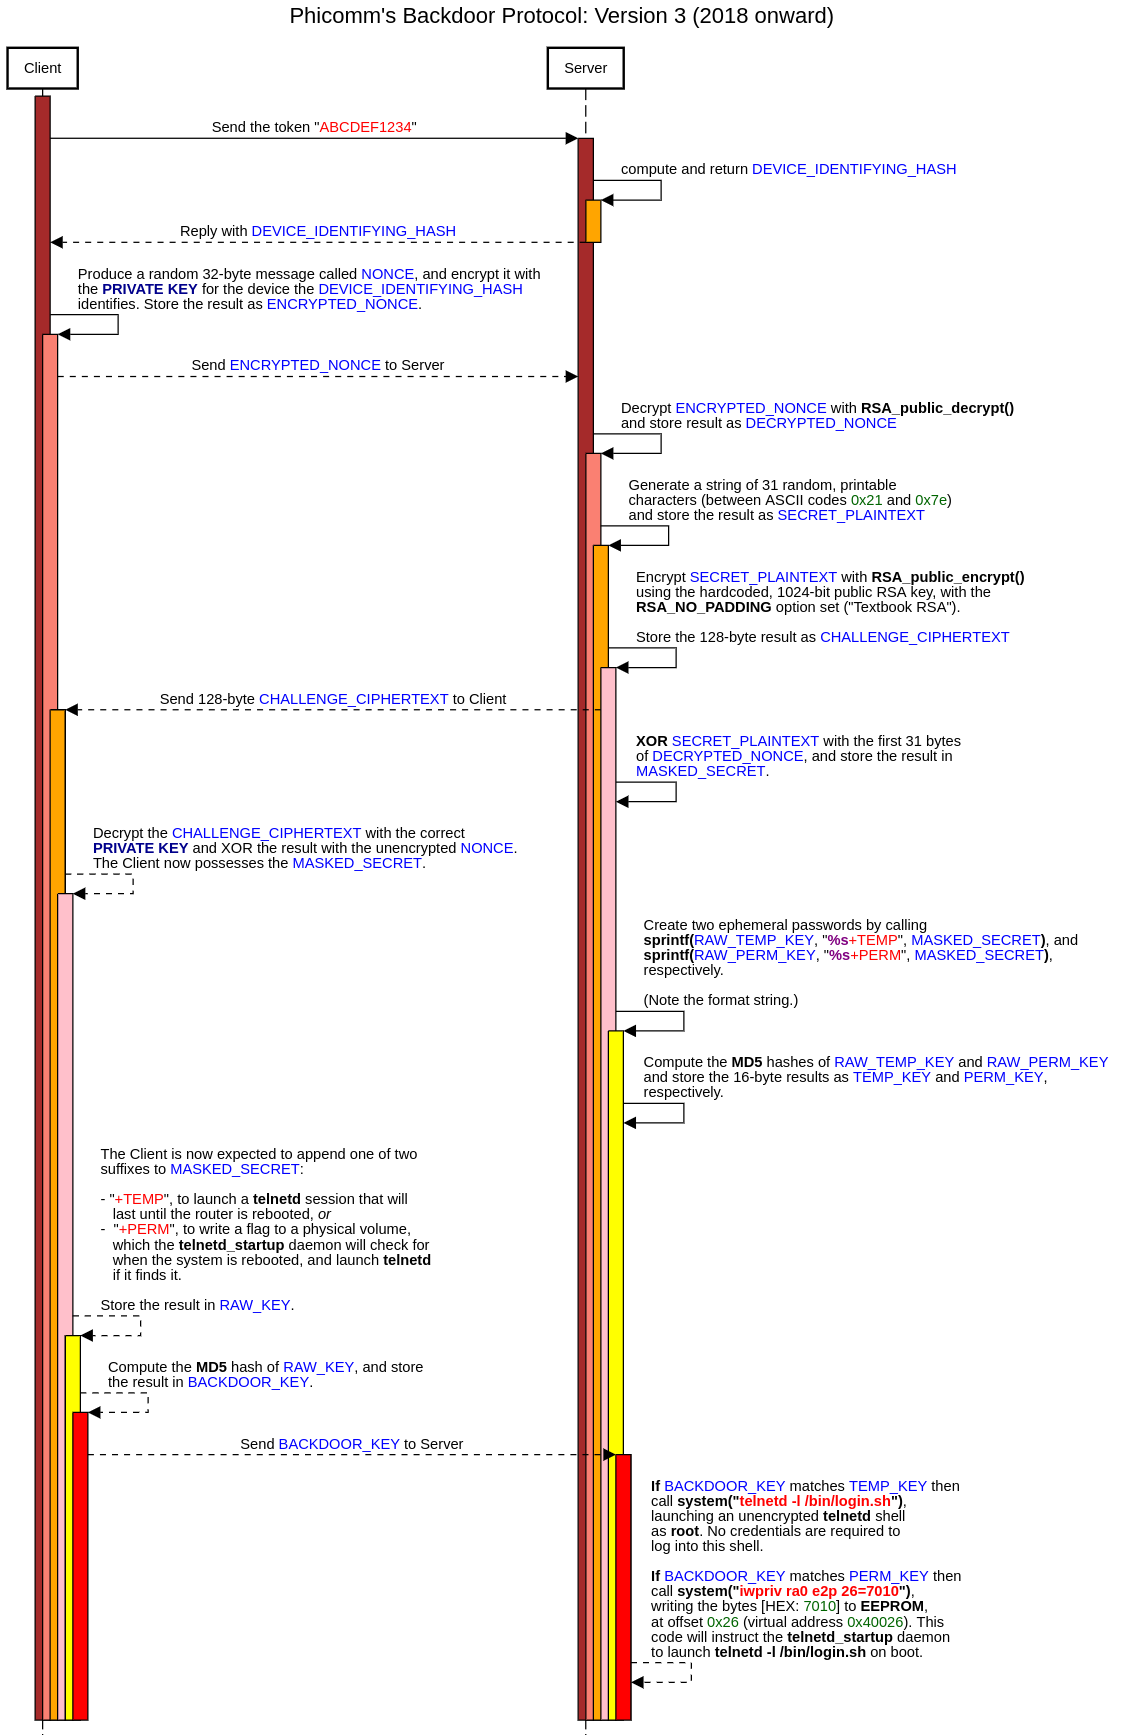 Phicomm's Backdoor Protocol: Version 3 (2018 onward)
Client
Server
Send the token "ABCDEF1234"
compute and return DEVICE_IDENTIFYING_HASH
Reply with DEVICE_IDENTIFYING_HASH
Produce a random 32-byte message called NONCE, and encrypt it with
the PRIVATE KEY for the device the DEVICE_IDENTIFYING_HASH
identifies. Store the result as ENCRYPTED_NONCE.
Send ENCRYPTED_NONCE to Server
Decrypt ENCRYPTED_NONCE with RSA_public_decrypt()
and store result as DECRYPTED_NONCE
Generate a string of 31 random, printable
characters (between ASCII codes 0x21 and 0x7e)
and store the result as SECRET_PLAINTEXT
Encrypt SECRET_PLAINTEXT with RSA_public_encrypt()
using the hardcoded, 1024-bit public RSA key, with the
RSA_NO_PADDING option set ("Textbook RSA").
Store the 128-byte result as CHALLENGE_CIPHERTEXT
Send 128-byte CHALLENGE_CIPHERTEXT to Client
XOR SECRET_PLAINTEXT with the first 31 bytes
of DECRYPTED_NONCE, and store the result in
MASKED_SECRET.
Decrypt the CHALLENGE_CIPHERTEXT with the correct
PRIVATE KEY and XOR the result with the unencrypted NONCE.
The Client now possesses the MASKED_SECRET.
Create two ephemeral passwords by calling
sprintf(RAW_TEMP_KEY, "%s+TEMP", MASKED_SECRET), and
sprintf(RAW_PERM_KEY, "%s+PERM", MASKED_SECRET),
respectively.
(Note the format string.)
Compute the MD5 hashes of RAW_TEMP_KEY and RAW_PERM_KEY
and store the 16-byte results as TEMP_KEY and PERM_KEY,
respectively.
The Client is now expected to append one of two
suffixes to MASKED_SECRET:
- "+TEMP", to launch a telnetd session that will
last until the router is rebooted, or
- "+PERM", to write a flag to a physical volume,
which the telnetd_startup daemon will check for
when the system is rebooted, and launch telnetd
if it finds it.
Store the result in RAW_KEY.
Compute the MD5 hash of RAW_KEY, and store
the result in BACKDOOR_KEY.
Send BACKDOOR_KEY to Server
If BACKDOOR_KEY matches TEMP_KEY then
call system("telnetd -l /bin/login.sh"),
launching an unencrypted telnetd shell
as root. No credentials are required to
log into this shell.
If BACKDOOR_KEY matches PERM_KEY then
call system("iwpriv ra0 e2p 26=7010"),
writing the bytes [HEX: 7010] to EEPROM,
at offset 0x26 (virtual address 0x40026). This
code will instruct the telnetd_startup daemon
to launch telnetd -l /bin/login.sh on boot.